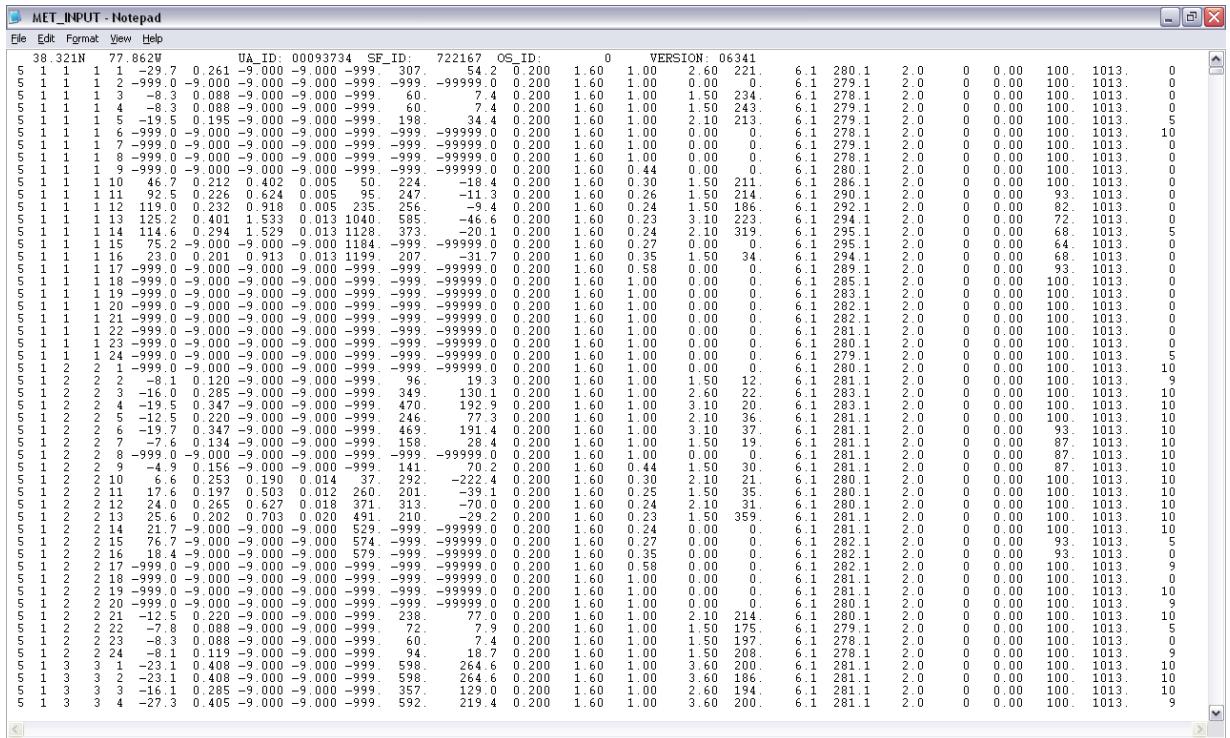 MET_INPUT - Notepad
File Edit Format View Help
38.321N 77.862W UA_ID: 00093734 SF_ID: 722167 OS_ID: 0 VERSION: 06341
5 1 1 1 1 -29.7 0.261 -9.000 -9.000 -999. 307. 54.2 0.200 1.60 1.00 2.60 221. 6.1 280.1 2.0 0 0.00 100. 1013. 0
5 1 1 1 2 -999.0 -9.000 -9.000 -9.000 -999. -999. -99999.0 0.200 1.60 1.00 0.00 0. 6.1 279.1 2.0 0 0.00 100. 1013. 0
5 1 1 1 3 -8.3 0.088 -9.000 -9.000 -999. 60. 7.4 0.200 1.60 1.00 1.50 234. 6.1 278.1 2.0 0 0.00 100. 1013. 0
5 1 1 1 4 -8.3 0.088 -9.000 -9.000 -999. 60. 7.4 0.200 1.60 1.00 1.50 243. 6.1 279.1 2.0 0 0.00 100. 1013. 0
5 1 1 1 5 -19.5 0.195 -9.000 -9.000 -999. 198. 34.4 0.200 1.60 1.00 2.10 213. 6.1 279.1 2.0 0 0.00 100. 1013. 5
5 1 1 1 6 -999.0 -9.000 -9.000 -9.000 -999. -999. -99999.0 0.200 1.60 1.00 0.00 0. 6.1 278.1 2.0 0 0.00 100. 1013. 10
5 1 1 1 7 -999.0 -9.000 -9.000 -9.000 -999. -999. -99999.0 0.200 1.60 1.00 0.00 0. 6.1 279.1 2.0 0 0.00 100. 1013. 0
5 1 1 1 8 -999.0 -9.000 -9.000 -9.000 -999. -999. -99999.0 0.200 1.60 1.00 0.00 0. 6.1 278.1 2.0 0 0.00 100. 1013. 0
5 1 1 1 9 -999.0 -9.000 -9.000 -9.000 -999. -999. -99999.0 0.200 1.60 0.44 0.00 0. 6.1 280.1 2.0 0 0.00 100. 1013. 0
5 1 1 1 10 46.7 0.212 0.402 0.005 50. 224. -18.4 0.200 1.60 0.30 1.50 211. 6.1 286.1 2.0 0 0.00 100. 1013. 0
5 1 1 1 11 92.5 0.226 0.624 0.005 95. 247. -11.3 0.200 1.60 0.26 1.50 214. 6.1 290.1 2.0 0 0.00 93. 1013. 0
5 1 1 1 12 119.0 0.232 0.918 0.005 235. 256. -9.4 0.200 1.60 0.24 1.50 186. 6.1 292.1 2.0 0 0.00 82. 1013. 0
5 1 1 1 13 125.2 0.401 1.533 0.013 1040. 585. -46.6 0.200 1.60 0.23 3.10 223. 6.1 294.1 2.0 0 0.00 72. 1013. 0
5 1 1 1 14 114.6 0.294 1.529 0.013 1128. 373. -20.1 0.200 1.60 0.24 2.10 319. 6.1 295.1 2.0 0 0.00 68. 1013. 5
5 1 1 1 15 75.2 -9.000 -9.000 -9.000 1184. -999. -99999.0 0.200 1.60 0.27 0.00 0. 6.1 295.1 2.0 0 0.00 64. 1013. 0
5 1 1 1 16 23.0 0.201 0.913 0.013 1199. 207. -31.7 0.200 1.60 0.35 1.50 34. 6.1 294.1 2.0 0 0.00 68. 1013. 0
5 1 1 1 17 -999.0 -9.000 -9.000 -9.000 -999. -999. -99999.0 0.200 1.60 0.58 0.00 0. 6.1 289.1 2.0 0 0.00 93. 1013. 0
5 1 1 1 18 -999.0 -9.000 -9.000 -9.000 -999. -999. -99999.0 0.200 1.60 1.00 0.00 0. 6.1 285.1 2.0 0 0.00 100. 1013. 0
5 1 1 1 19 -999.0 -9.000 -9.000 -9.000 -999. -999. -99999.0 0.200 1.60 1.00 0.00 0. 6.1 283.1 2.0 0 0.00 100. 1013. 0
5 1 1 1 20 -999.0 -9.000 -9.000 -9.000 -999. -999. -99999.0 0.200 1.60 1.00 0.00 0. 6.1 282.1 2.0 0 0.00 100. 1013. 0
5 1 1 1 21 -999.0 -9.000 -9.000 -9.000 -999. -999. -99999.0 0.200 1.60 1.00 0.00 0. 6.1 282.1 2.0 0 0.00 100. 1013. 0
5 1 1 1 22 -999.0 -9.000 -9.000 -9.000 -999. -999. -99999.0 0.200 1.60 1.00 0.00 0. 6.1 281.1 2.0 0 0.00 100. 1013. 0
5 1 1 1 23 -999.0 -9.000 -9.000 -9.000 -999. -999. -99999.0 0.200 1.60 1.00 0.00 0. 6.1 280.1 2.0 0 0.00 100. 1013. 0
5 1 1 1 24 -999.0 -9.000 -9.000 -9.000 -999. -999. -99999.0 0.200 1.60 1.00 0.00 0. 6.1 279.1 2.0 0 0.00 100. 1013. 5
5 1 2 2 1 -999.0 -9.000 -9.000 -9.000 -999. -999. -99999.0 0.200 1.60 1.00 0.00 0. 6.1 280.1 2.0 0 0.00 100. 1013. 10
5 1 2 2 2 -8.1 0.120 -9.000 -9.000 -999. 96. 19.3 0.200 1.60 1.00 1.50 12. 6.1 281.1 2.0 0 0.00 100. 1013. 9
5 1 2 2 3 -16.0 0.285 -9.000 -9.000 -999. 349. 130.1 0.200 1.60 1.00 2.60 22. 6.1 283.1 2.0 0 0.00 100. 1013. 10
5 1 2 2 4 -19.5 0.347 -9.000 -9.000 -999. 470. 192.9 0.200 1.60 1.00 3.10 20. 6.1 283.1 2.0 0 0.00 100. 1013. 10
5 1 2 2 5 -12.5 0.220 -9.000 -9.000 -999. 246. 77.3 0.200 1.60 1.00 2.10 36. 6.1 281.1 2.0 0 0.00 100. 1013. 10
5 1 2 2 6 -19.7 0.347 -9.000 -9.000 -999. 469. 191.4 0.200 1.60 1.00 3.10 37. 6.1 281.1 2.0 0 0.00 93. 1013. 10
5 1 2 2 7 -7.6 0.134 -9.000 -9.000 -999. 158. 28.4 0.200 1.60 1.00 1.50 19. 6.1 281.1 2.0 0 0.00 87. 1013. 10
5 1 2 2 8 -999.0 -9.000 -9.000 -9.000 -999. -999. -99999.0 0.200 1.60 1.00 0.00 0. 6.1 281.1 2.0 0 0.00 87. 1013. 10
5 1 2 2 9 -4.9 0.156 -9.000 -9.000 -999. 141. 70.2 0.200 1.60 0.44 1.50 30. 6.1 281.1 2.0 0 0.00 87. 1013. 10
5 1 2 2 10 6.6 0.253 0.190 0.014 37. 292. -222.4 0.200 1.60 0.30 2.10 21. 6.1 280.1 2.0 0 0.00 100. 1013. 10
5 1 2 2 11 17.6 0.197 0.503 0.012 260. 201. -39.1 0.200 1.60 0.25 1.50 35. 6.1 280.1 2.0 0 0.00 100. 1013. 10
5 1 2 2 12 24.0 0.265 0.627 0.018 371. 313. -70.0 0.200 1.60 0.24 2.10 31. 6.1 280.1 2.0 0 0.00 100. 1013. 10
5 1 2 2 13 25.6 0.202 0.703 0.020 491. 210. -29.2 0.200 1.60 0.23 1.50 359. 6.1 281.1 2.0 0 0.00 100. 1013. 10
5 1 2 2 14 21.7 -9.000 -9.000 -9.000 529. -999. -99999.0 0.200 1.60 0.24 0.00 0. 6.1 281.1 2.0 0 0.00 100. 1013. 10
5 1 2 2 15 76.7 -9.000 -9.000 -9.000 574. -999. -99999.0 0.200 1.60 0.27 0.00 0. 6.1 282.1 2.0 0 0.00 93. 1013. 5
5 1 2 2 16 18.4 -9.000 -9.000 -9.000 579. -999. -99999.0 0.200 1.60 0.35 0.00 0. 6.1 282.1 2.0 0 0.00 93. 1013. 0
5 1 2 2 17 -999.0 -9.000 -9.000 -9.000 -999. -999. -99999.0 0.200 1.60 0.58 0.00 0. 6.1 282.1 2.0 0 0.00 100. 1013. 9
5 1 2 2 18 -999.0 -9.000 -9.000 -9.000 -999. -999. -99999.0 0.200 1.60 1.00 0.00 0. 6.1 281.1 2.0 0 0.00 100. 1013. 0
5 1 2 2 19 -999.0 -9.000 -9.000 -9.000 -999. -999. -99999.0 0.200 1.60 1.00 0.00 0. 6.1 281.1 2.0 0 0.00 100. 1013. 10
5 1 2 2 20 -999.0 -9.000 -9.000 -9.000 -999. -999. -99999.0 0.200 1.60 1.00 0.00 0. 6.1 281.1 2.0 0 0.00 100. 1013. 9
5 1 2 2 21 -12.5 0.220 -9.000 -9.000 -999. 238. 77.0 0.200 1.60 1.00 2.10 214. 6.1 280.1 2.0 0 0.00 100. 1013. 10
5 1 2 2 22 -7.8 0.088 -9.000 -9.000 -999. 72. 7.9 0.200 1.60 1.00 1.50 175. 6.1 279.1 2.0 0 0.00 100. 1013. 5
5 1 2 2 23 -8.3 0.088 -9.000 -9.000 -999. 60. 7.4 0.200 1.60 1.00 1.50 197. 6.1 278.1 2.0 0 0.00 100. 1013. 0
5 1 2 2 24 -8.1 0.119 -9.000 -9.000 -999. 94. 18.7 0.200 1.60 1.00 1.50 208. 6.1 278.1 2.0 0 0.00 100. 1013. 9
5 1 3 3 1 -23.1 0.408 -9.000 -9.000 -999. 598. 264.6 0.200 1.60 1.00 3.60 200. 6.1 281.1 2.0 0 0.00 100. 1013. 10
5 1 3 3 2 -23.1 0.408 -9.000 -9.000 -999. 598. 264.6 0.200 1.60 1.00 3.60 186. 6.1 281.1 2.0 0 0.00 100. 1013. 10
5 1 3 3 3 -16.1 0.285 -9.000 -9.000 -999. 357. 129.0 0.200 1.60 1.00 2.60 194. 6.1 281.1 2.0 0 0.00 100. 1013. 10
5 1 3 3 4 -27.3 0.405 -9.000 -9.000 -999. 592. 219.4 0.200 1.60 1.00 3.60 200. 6.1 281.1 2.0 0 0.00 100. 1013. 9